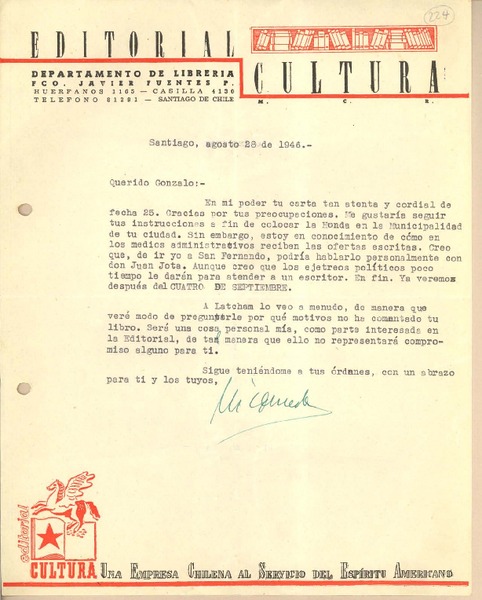 224
EDITORIAL
DEPARTAMENTO DE LIBRERIA
FCO. JAVIER FUENTES P.
HUERFANOS 1165 — CASILLA 4130
TELEFONO 81291 — SANTIAGO DE CHILE
CULTURA
M. C. R.
Santiago, agosto 28 de 1946.-
Querido Gonzalo:-
En mi poder tu carta tan atenta y cordial de
fecha 25. Gracias por tus preocupaciones. Me gustaría seguir
tus instrucciones a fin de colocar la Honda en la Municipalidad
de tu ciudad. Sin embargo, estoy en conocimiento de cómo en
los medios administrativos reciben las ofertas escritas. Creo
que, de ir yo a San Fernando, podría hablarlo personalmente con
don Juan Jota. Aunque creo que los ejetreos políticos poco
tiempo le darán para atender a un escritor. En fin. Ya veremos
después del CUATRO DE SEPTIEMBRE.
A Latcham lo veo a menudo, de manera que
veré modo de preguntarle por qué motivos no ha comentado tu
libro. Será una cosa personal mía, como parte interesada en
la Editorial, de tal manera que ello no representará compro-
miso alguno para ti.
Sigue teniéndome a tus órdenes, con un abrazo
para ti y los tuyos,
editorial
CULTURA UNA EMPRESA CHILENA AL SERVICIO DEL ESPÍRITU AMERICANO